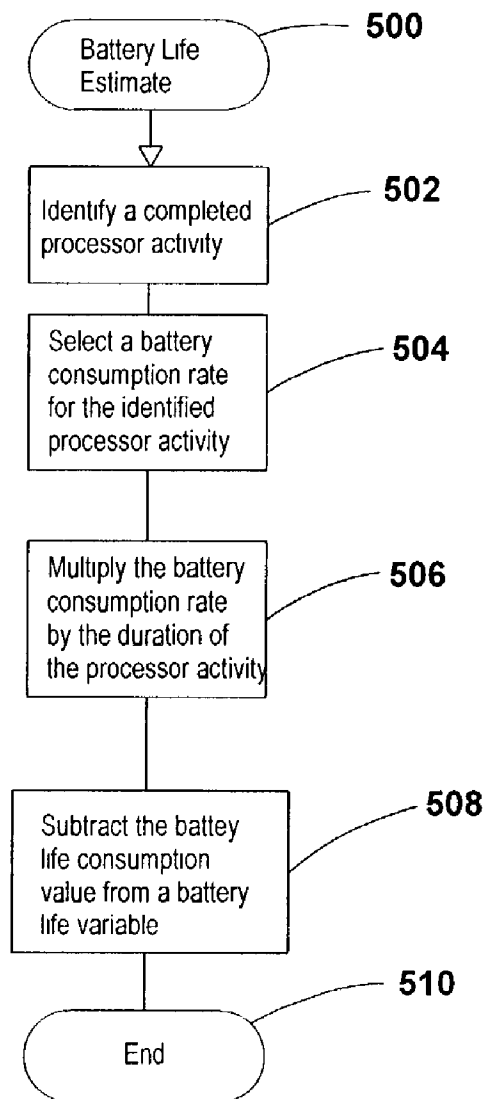 500
Battery Life
Estimate
502
Identify a completed
processor activity
504
Select a battery
consumption rate
for the identified
processor activity
506
Multiply the battery
consumption rate
by the duration of
the processor activity
508
Subtract the battey
life consumption
value from a battery
life variable
510
End